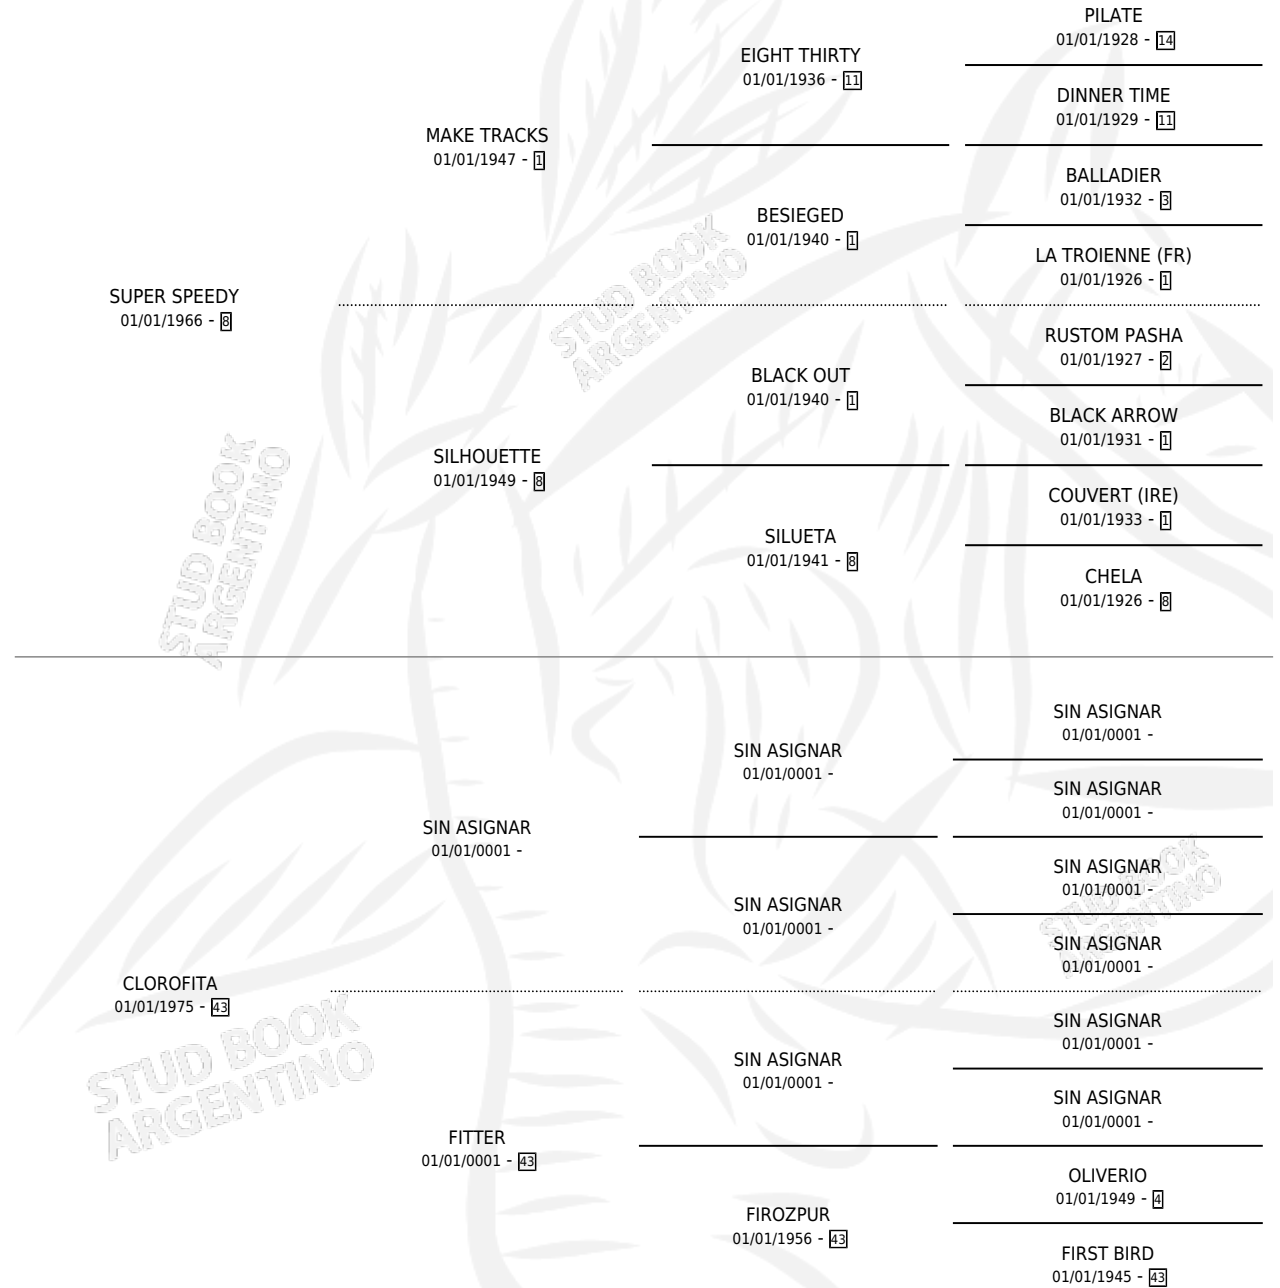 PILATE
01/01/1928 - 14
EIGHT THIRTY
01/01/1936 - 11
DINNER TIME
01/01/1929 - 11
MAKE TRACKS
01/01/1947 - 1
BALLADIER
01/01/1932 - 3
BESIEGED
01/01/1940 - 1
LA TROIENNE (FR)
01/01/1926 - 1
STUD BOOK
ARGENTINO
SUPER SPEEDY
01/01/1966 - 8
RUSTOM PASHA
01/01/1927 - 2
BLACK OUT
01/01/1940 - 1
BLACK ARROW
01/01/1931 - 1
SILHOUETTE
01/01/1949 - 8
COUVERT (IRE)
01/01/1933 - 1
SILUETA
01/01/1941 - 8
CHELA
01/01/1926 - 8
STUD BOOK
ARGENTINO
SIN ASIGNAR
01/01/0001 -
SIN ASIGNAR
01/01/0001 -
SIN ASIGNAR
01/01/0001 -
SIN ASIGNAR
01/01/0001 -
SIN ASIGNAR
01/01/0001 -
SIN ASIGNAR
01/01/0001 -
SIN ASIGNAR
01/01/0001 -
STUD BOOK
ARGENTINO
CLOROFITA
01/01/1975 - 43
SIN ASIGNAR
01/01/0001 -
SIN ASIGNAR
01/01/0001 -
SIN ASIGNAR
01/01/0001 -
STUD BOOK
ARGENTINO
FITTER
01/01/0001 - 43
OLIVERIO
01/01/1949 - 4
FIROZPUR
01/01/1956 - 43
FIRST BIRD
01/01/1945 - 43